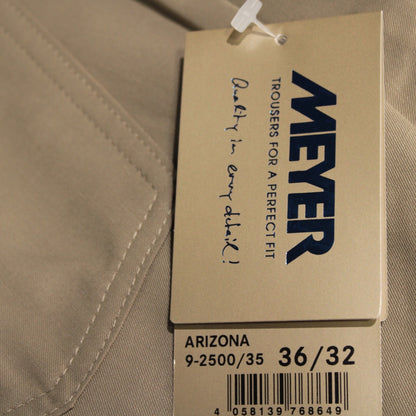 MEYER
TROUSERS FOR A PERFECT FIT
Quality in every detail!
ARIZONA
9-2500/35 36/32
4 058139 768649